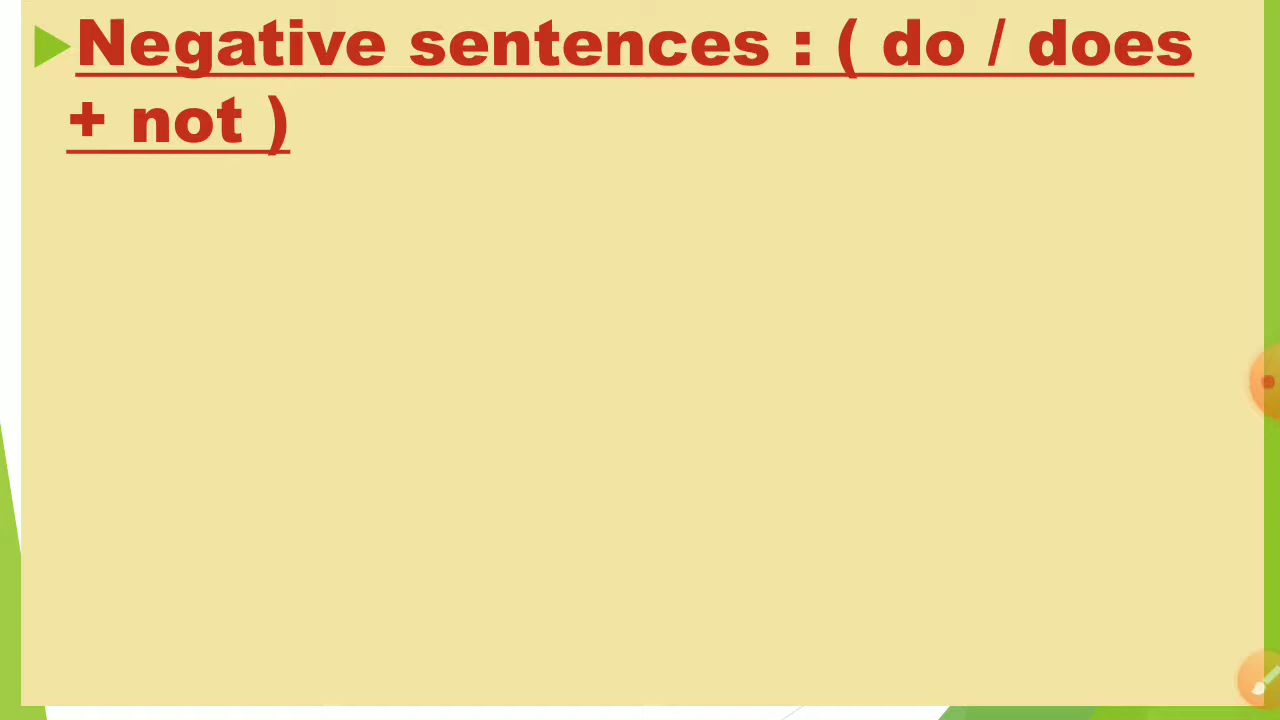 Negative sentences : ( do / does
+ not )